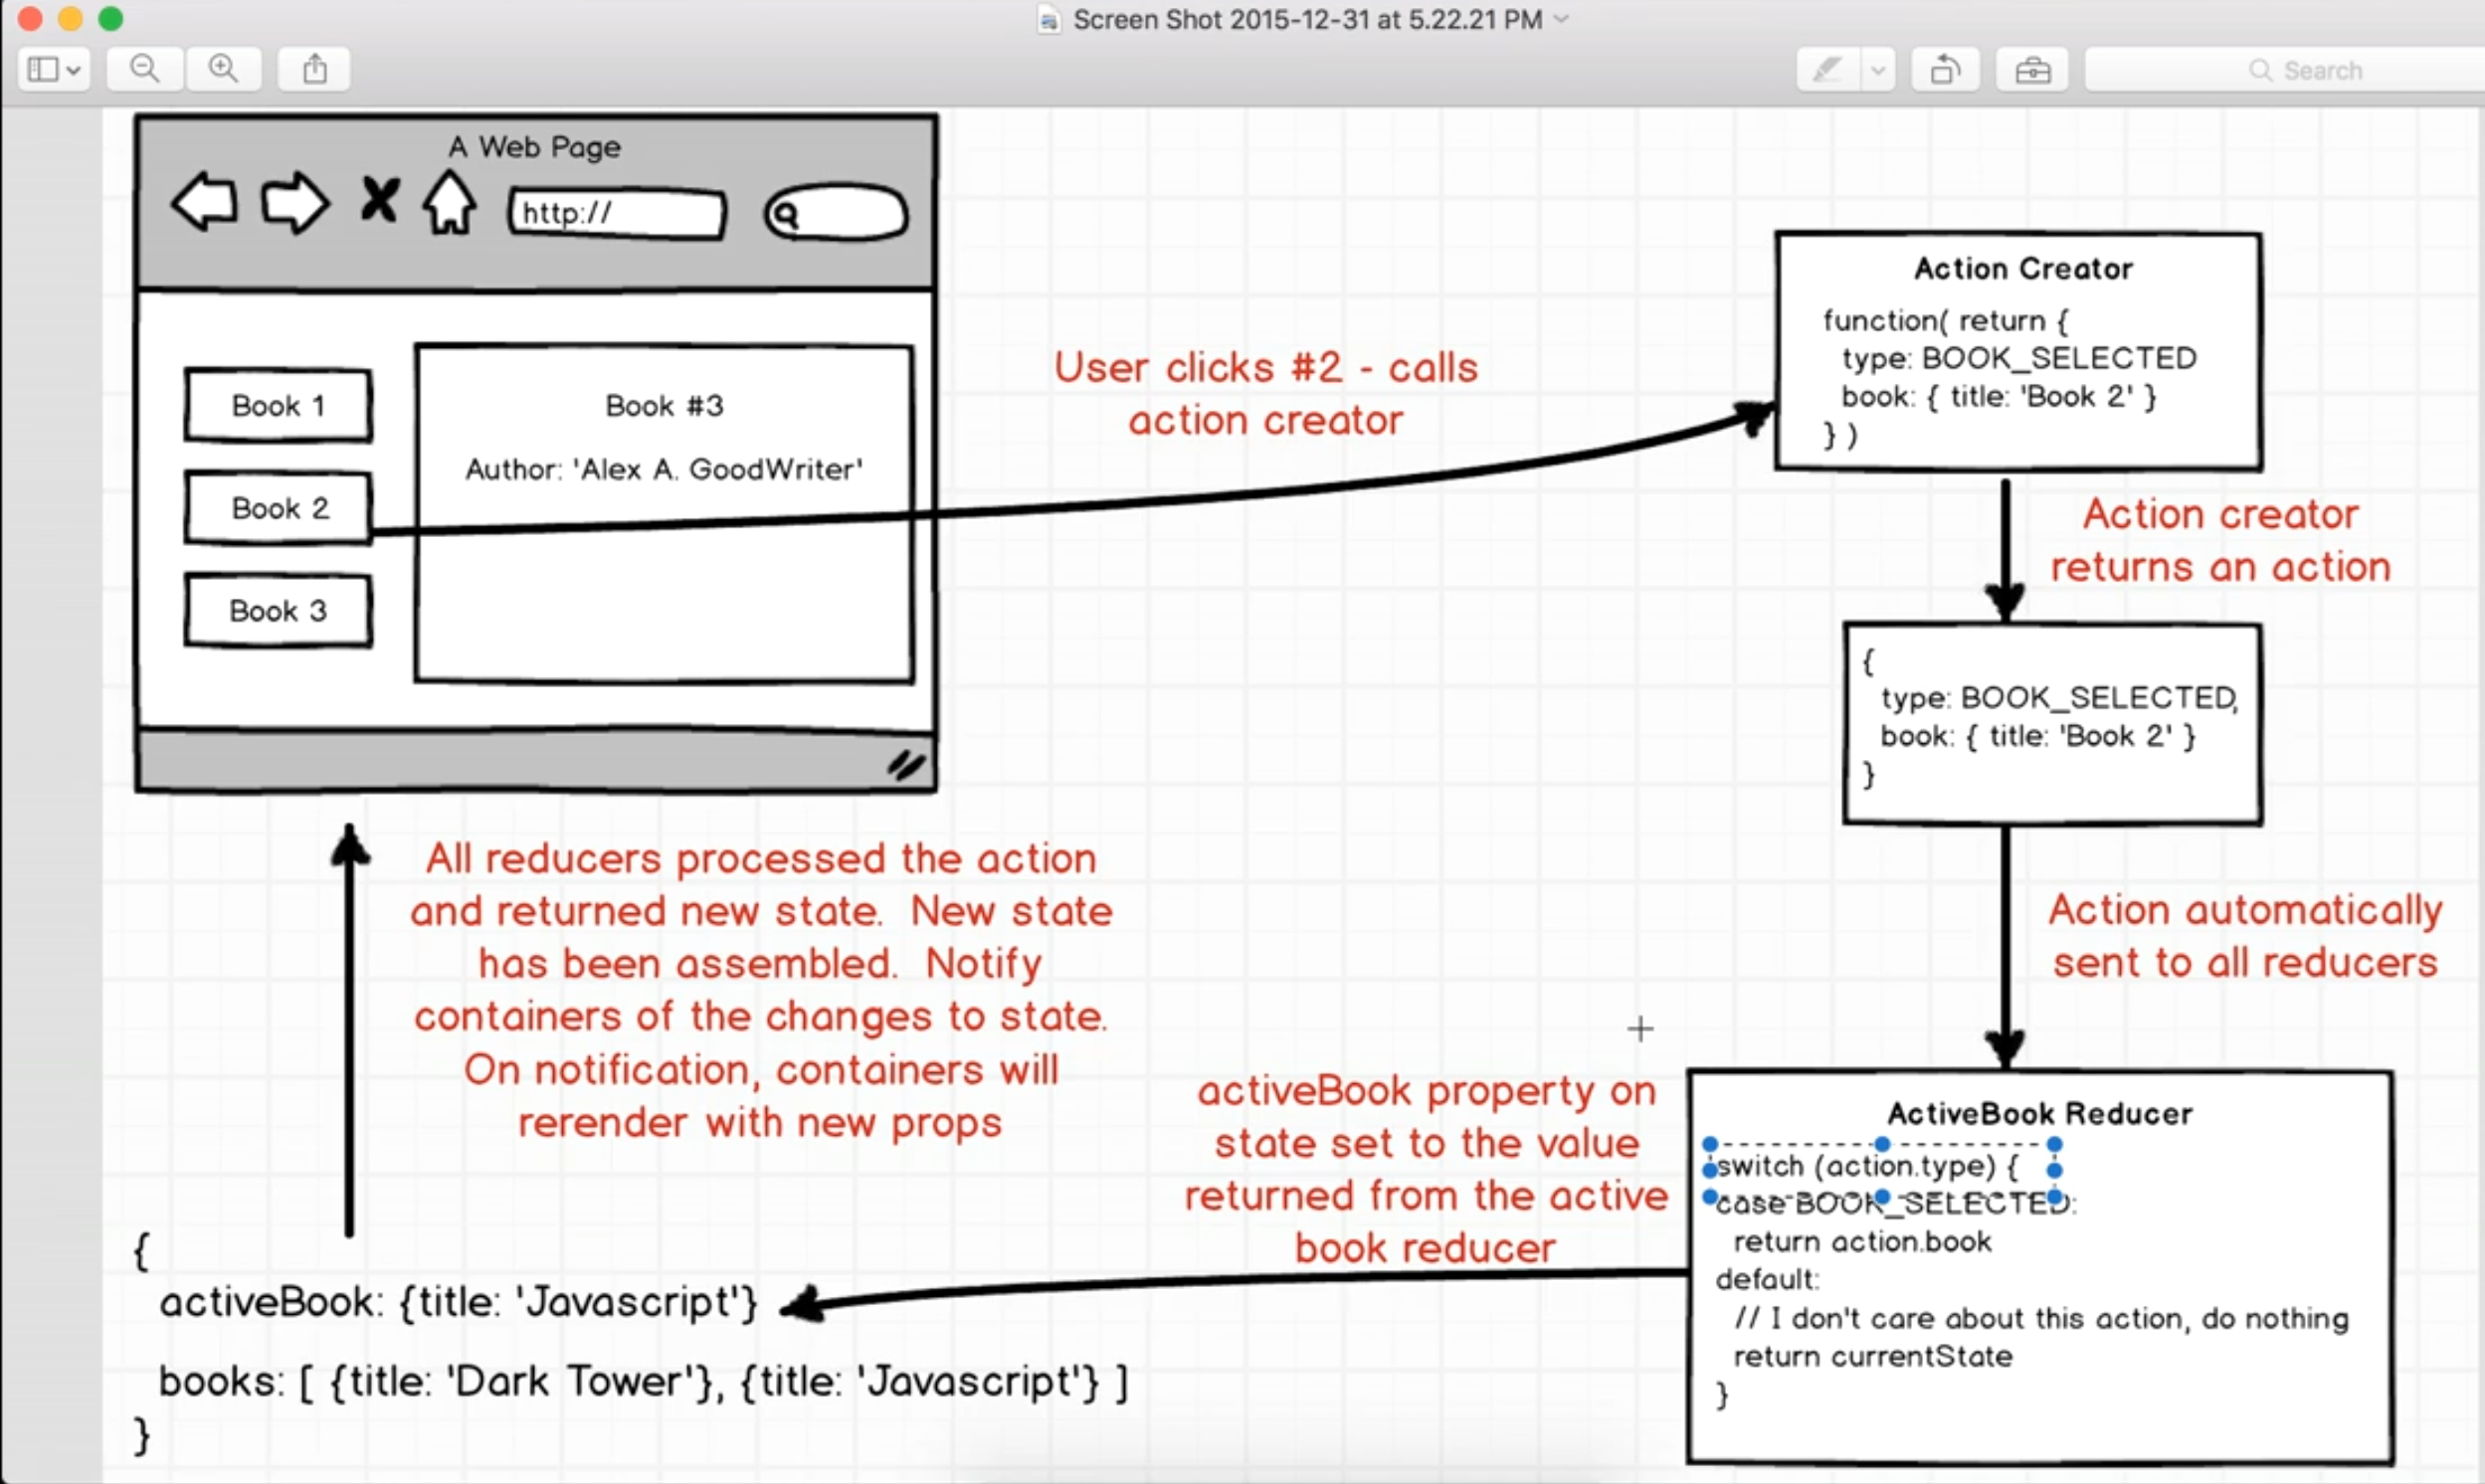 Screen Shot 2015-12-31 at 5.22.21 PM
Search
A Web Page
http://
Book 1
Book 2
Book 3
Book #3
Author: 'Alex A. GoodWriter'
User clicks #2 - calls
action creator
Action Creator
function( return {
type: BOOK_SELECTED
book: { title: 'Book 2' }
} )
Action creator
returns an action
{
type: BOOK_SELECTED,
book: { title: 'Book 2' }
}
Action automatically
sent to all reducers
ActiveBook Reducer
switch (action.type) {
case BOOK_SELECTED:
return action.book
default:
// I don't care about this action, do nothing
return currentState
}
activeBook property on
state set to the value
returned from the active
book reducer
All reducers processed the action
and returned new state. New state
has been assembled. Notify
containers of the changes to state.
On notification, containers will
rerender with new props
{
activeBook: {title: 'Javascript'}
books: [ {title: 'Dark Tower'}, {title: 'Javascript'} ]
}